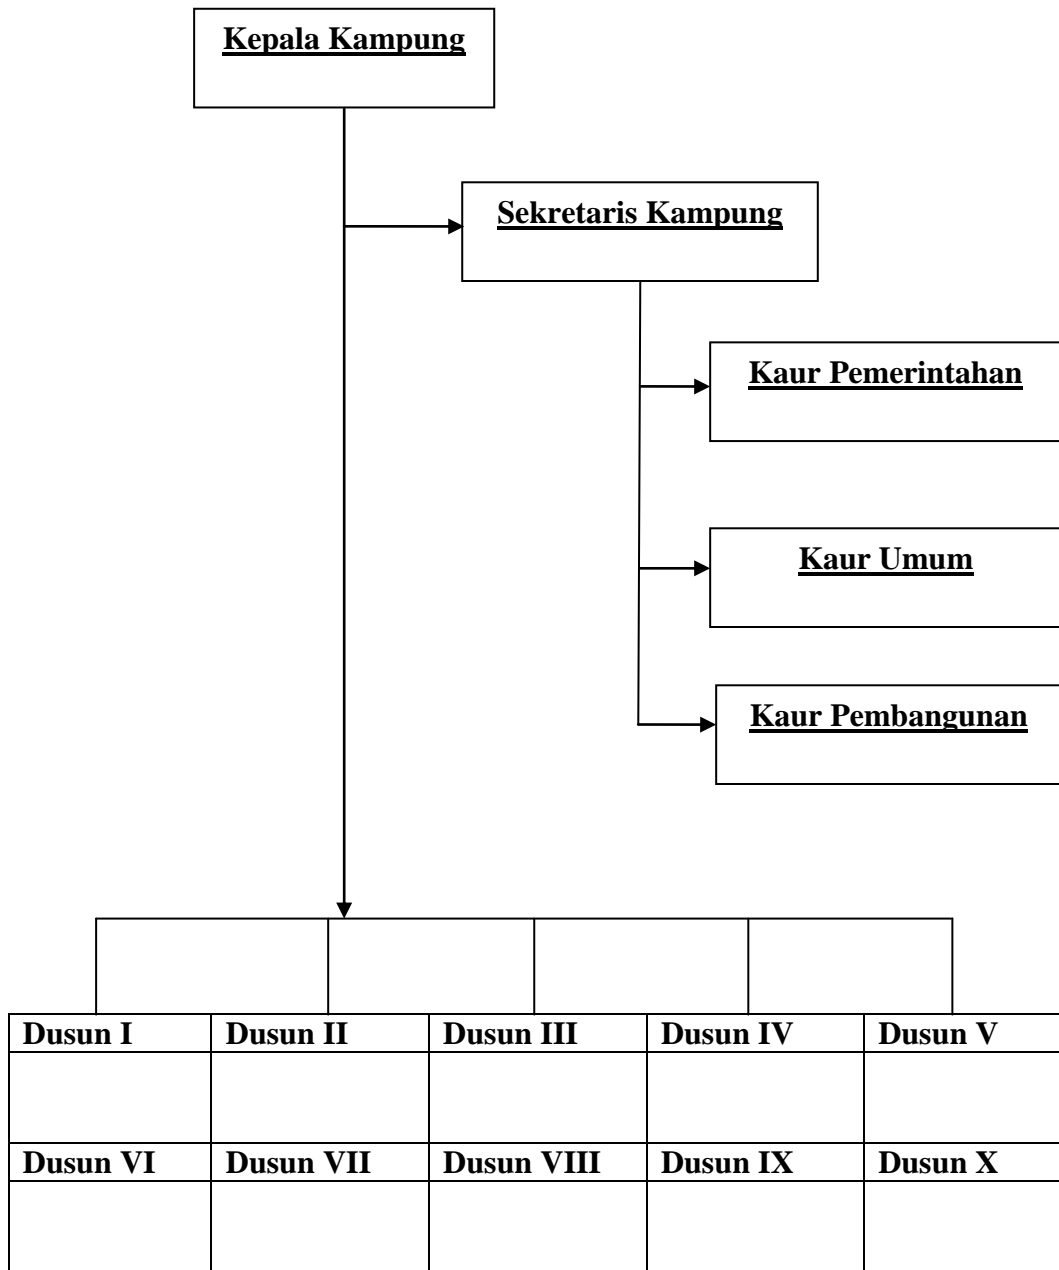 Kepala Kampung
Sekretaris Kampung
Kaur Pemerintahan
Kaur Umum
Kaur Pembangunan
Dusun I Dusun II Dusun III Dusun IV Dusun V
Dusun VI Dusun VII Dusun VIII Dusun IX Dusun X